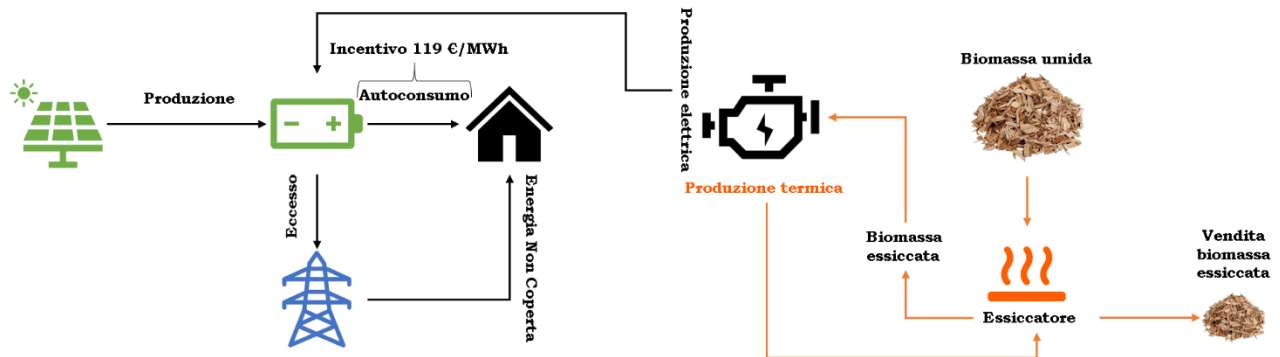 Incentivo 119 €/MWh
Produzione
Autoconsumo
Eccesso
Energia Non Coperta
Produzione elettrica
Produzione termica
Biomassa umida
Biomassa
essiccata
Essiccatore
Vendita
biomassa
essiccata